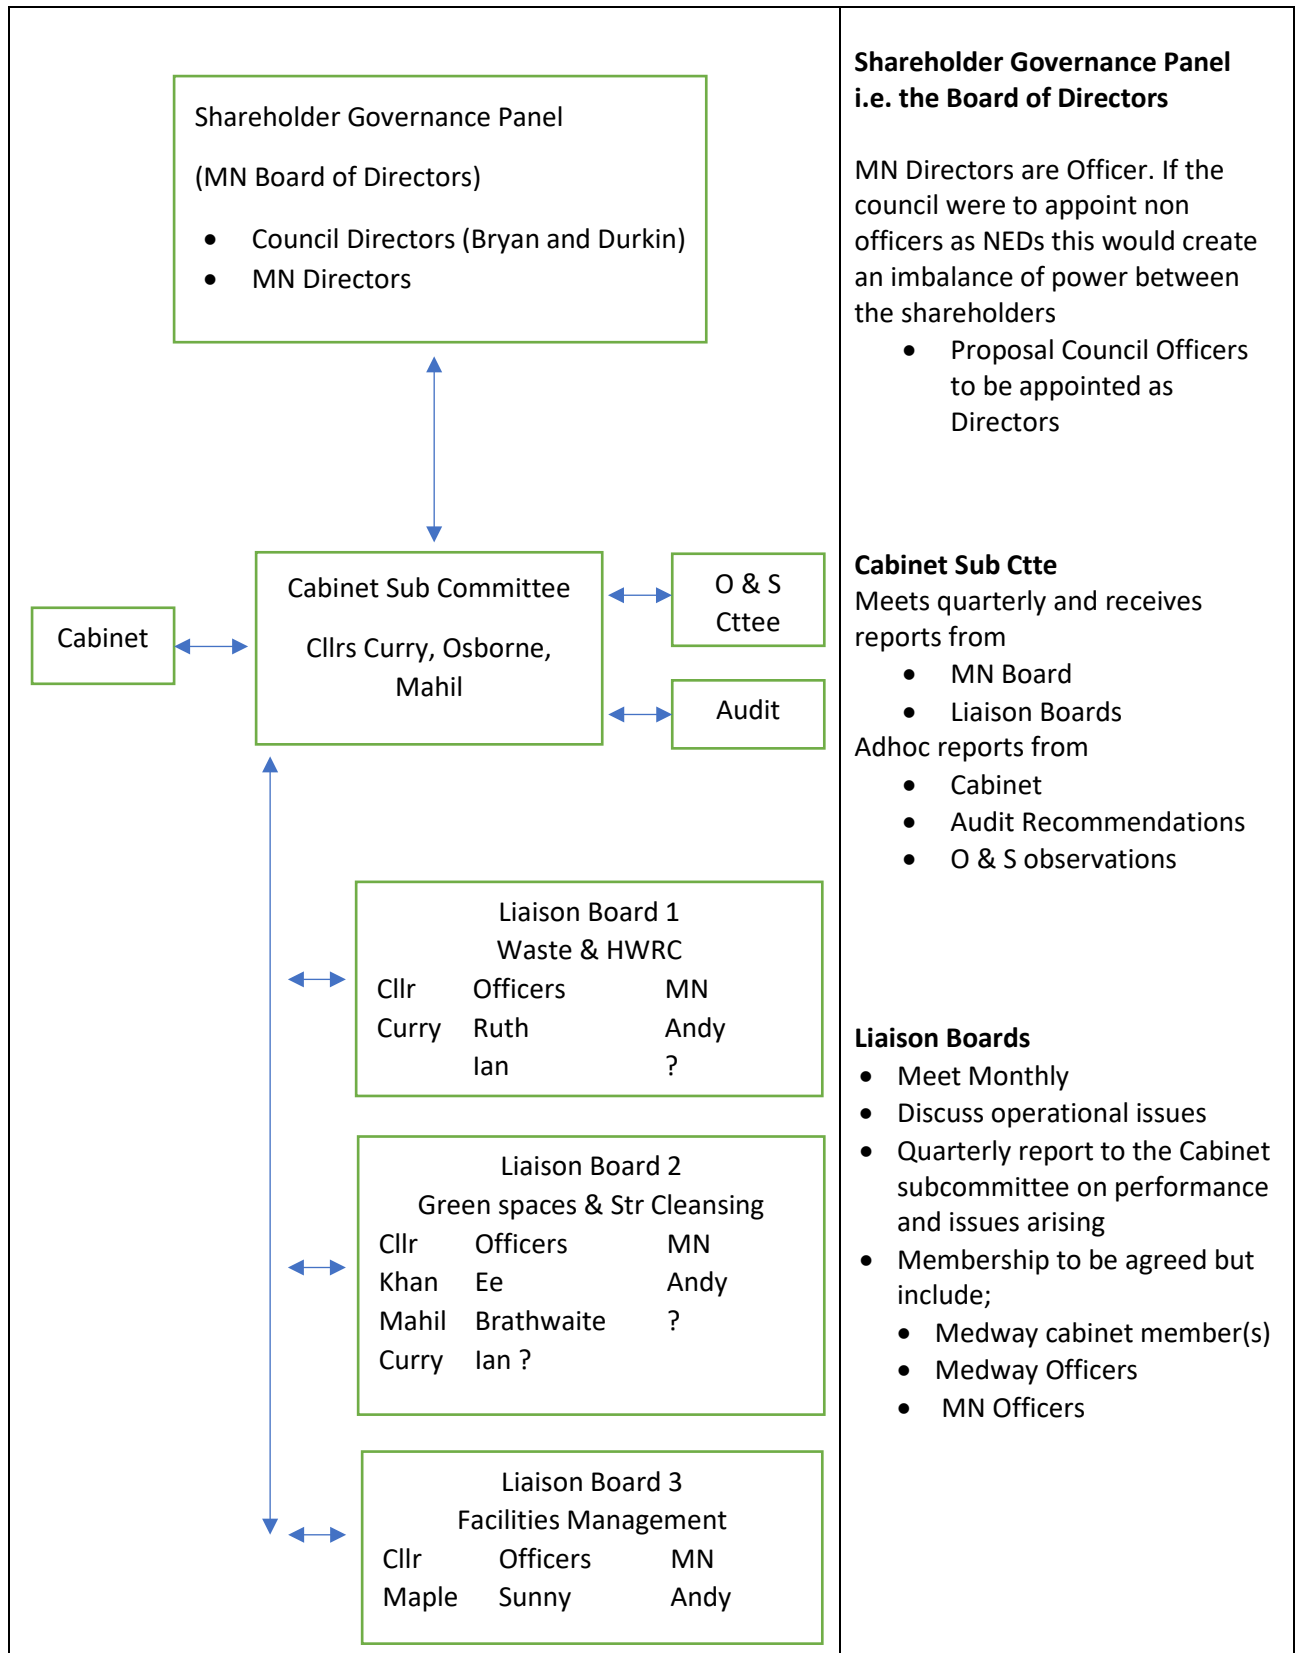 Shareholder Governance Panel
(MN Board of Directors)
• Council Directors (Bryan and Durkin)
• MN Directors
Cabinet
Cabinet Sub Committee
Cllrs Curry, Osborne,
Mahil
O & S
Cttee
Audit
Liaison Board 1
Waste & HWRC
Cllr Officers MN
Curry Ruth Andy
Ian ?
Liaison Board 2
Green spaces & Str Cleansing
Cllr Officers MN
Khan Ee Andy
Mahil Brathwaite ?
Curry Ian ?
Liaison Board 3
Facilities Management
Cllr Officers MN
Maple Sunny Andy
Shareholder Governance Panel
i.e. the Board of Directors
MN Directors are Officer. If the
council were to appoint non
officers as NEDs this would create
an imbalance of power between
the shareholders
• Proposal Council Officers
to be appointed as
Directors
Cabinet Sub Ctte
Meets quarterly and receives
reports from
• MN Board
• Liaison Boards
Adhoc reports from
• Cabinet
• Audit Recommendations
• O & S observations
Liaison Boards
• Meet Monthly
• Discuss operational issues
• Quarterly report to the Cabinet
subcommittee on performance
and issues arising
• Membership to be agreed but
include;
• Medway cabinet member(s)
• Medway Officers
• MN Officers